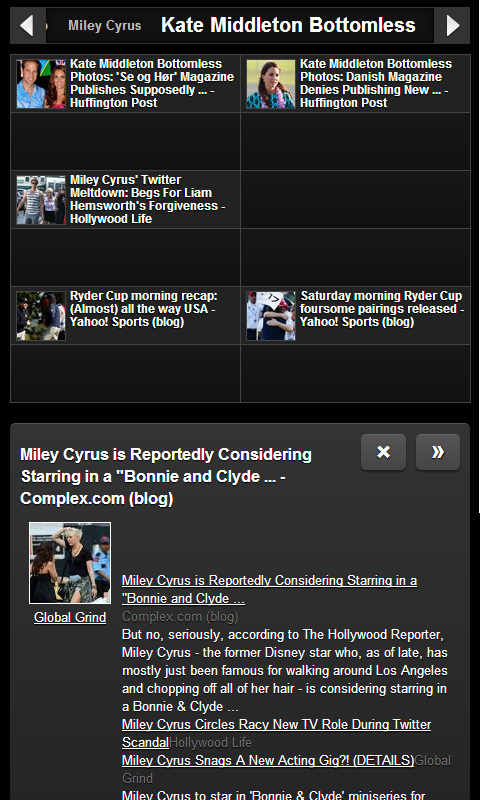 Miley Cyrus
Kate Middleton Bottomless
Kate Middleton Bottomless
Photos: 'Se og Hør' Magazine
Publishes Supposedly ... -
Huffington Post
Kate Middleton Bottomless
Photos: Danish Magazine
Denies Publishing New ... -
Huffington Post
Miley Cyrus' Twitter
Meltdown: Begs For Liam
Hemsworth's Forgiveness -
Hollywood Life
Ryder Cup morning recap:
(Almost) all the way USA -
Yahoo! Sports (blog)
Saturday morning Ryder Cup
foursome pairings released -
Yahoo! Sports (blog)
Miley Cyrus is Reportedly Considering
Starring in a "Bonnie and Clyde ... -
Complex.com (blog)
Global Grind
Miley Cyrus is Reportedly Considering Starring in a
"Bonnie and Clyde ...
Complex.com (blog)
But no, seriously, according to The Hollywood Reporter,
Miley Cyrus - the former Disney star who, as of late, has
mostly just been famous for walking around Los Angeles
and chopping off all of her hair - is considering starring in
a Bonnie & Clyde ...
Miley Cyrus Circles Racy New TV Role During Twitter
ScandalHollywood Life
Miley Cyrus Snags A New Acting Gig?! (DETAILS)Global
Grind
Miley Cyrus to star in 'Bonnie & Clyde' miniseries for